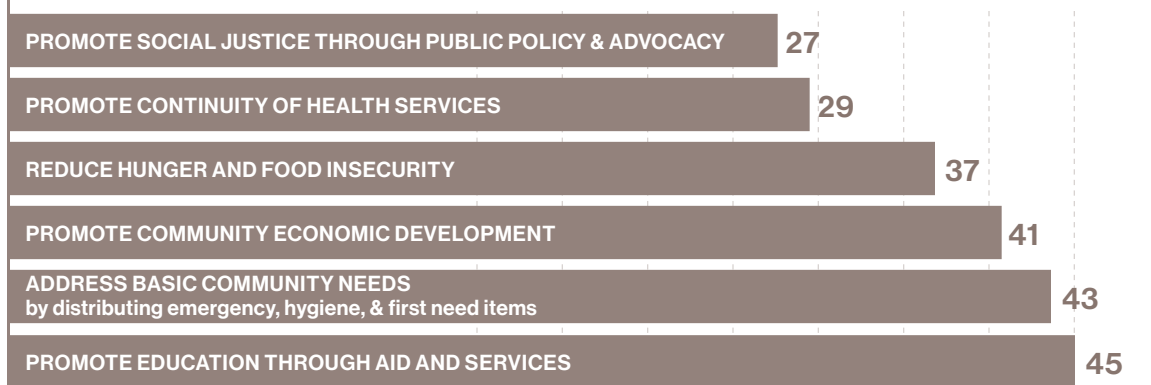 PROMOTE SOCIAL JUSTICE THROUGH PUBLIC POLICY & ADVOCACY 27
PROMOTE CONTINUITY OF HEALTH SERVICES 29
REDUCE HUNGER AND FOOD INSECURITY 37
PROMOTE COMMUNITY ECONOMIC DEVELOPMENT 41
ADDRESS BASIC COMMUNITY NEEDS
by distributing emergency, hygiene, & first need items 43
PROMOTE EDUCATION THROUGH AID AND SERVICES 45